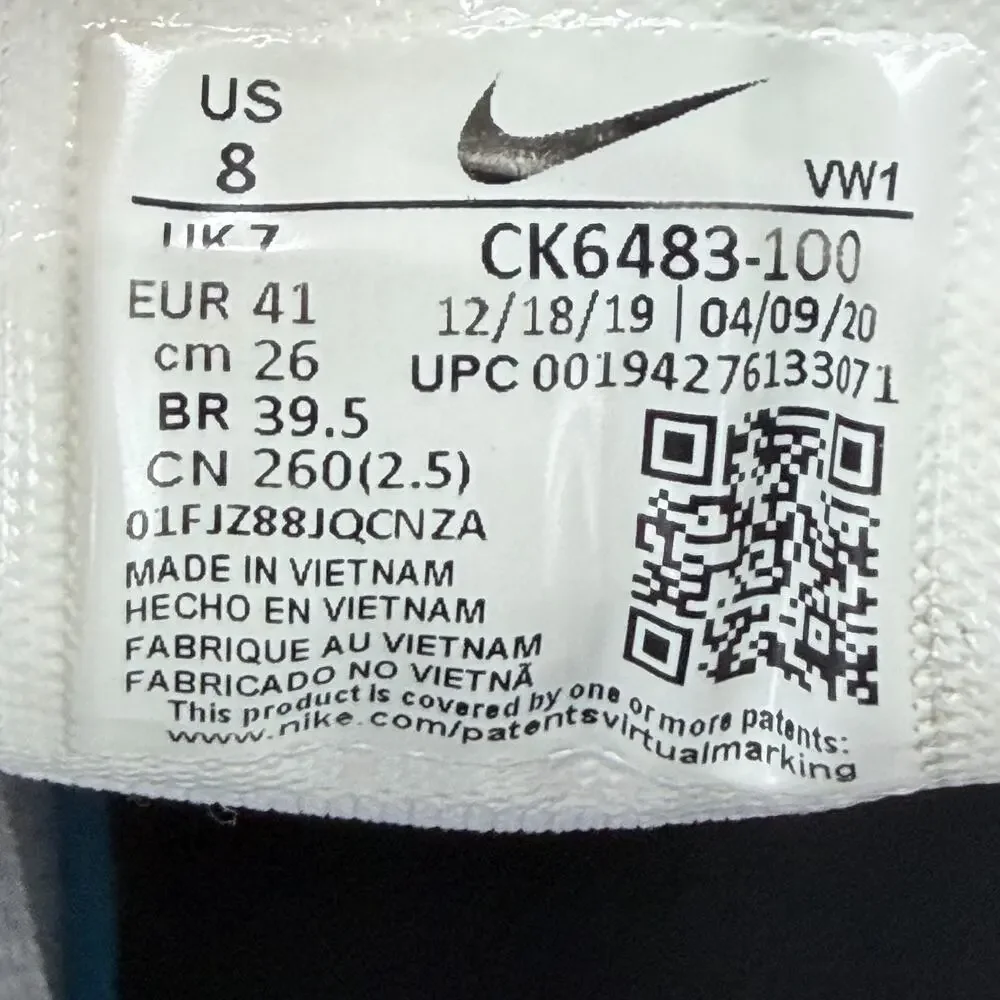 US
8
VW1
UK 7
CK6483-100
EUR 41
12/18/19 | 04/09/20
cm 26
UPC 00194276133071
BR 39.5
CN 260(2.5)
01FJZ88JQCNZA
MADE IN VIETNAM
HECHO EN VIETNAM
FABRIQUE AU VIETNAM
FABRICADO NO VIETNÃ
This product is covered by one or more patents:
www.nike.com/patentsvirtualmarking